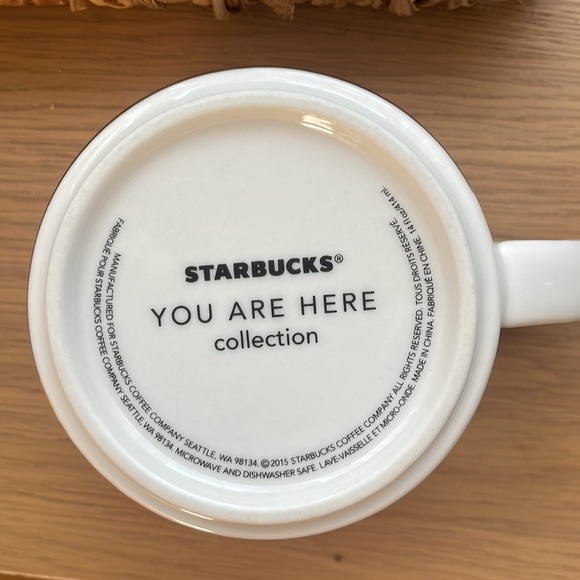 STARBUCKS®
YOU ARE HERE
collection
MANUFACTURED FOR STARBUCKS COFFEE COMPANY SEATTLE, WA 98134. ©2015 STARBUCKS COFFEE COMPANY ALL RIGHTS RESERVED. TOUS DROITS RÉSERVÉ. 14 fl oz/414 mL
FABRIQUÉ POUR STARBUCKS COFFEE COMPANY SEATTLE, WA 98134. MICROWAVE AND DISHWASHER SAFE. LAVE-VAISSELLE ET MICRO-ONDE. MADE IN CHINA. FABRIQUÉ EN CHINE.